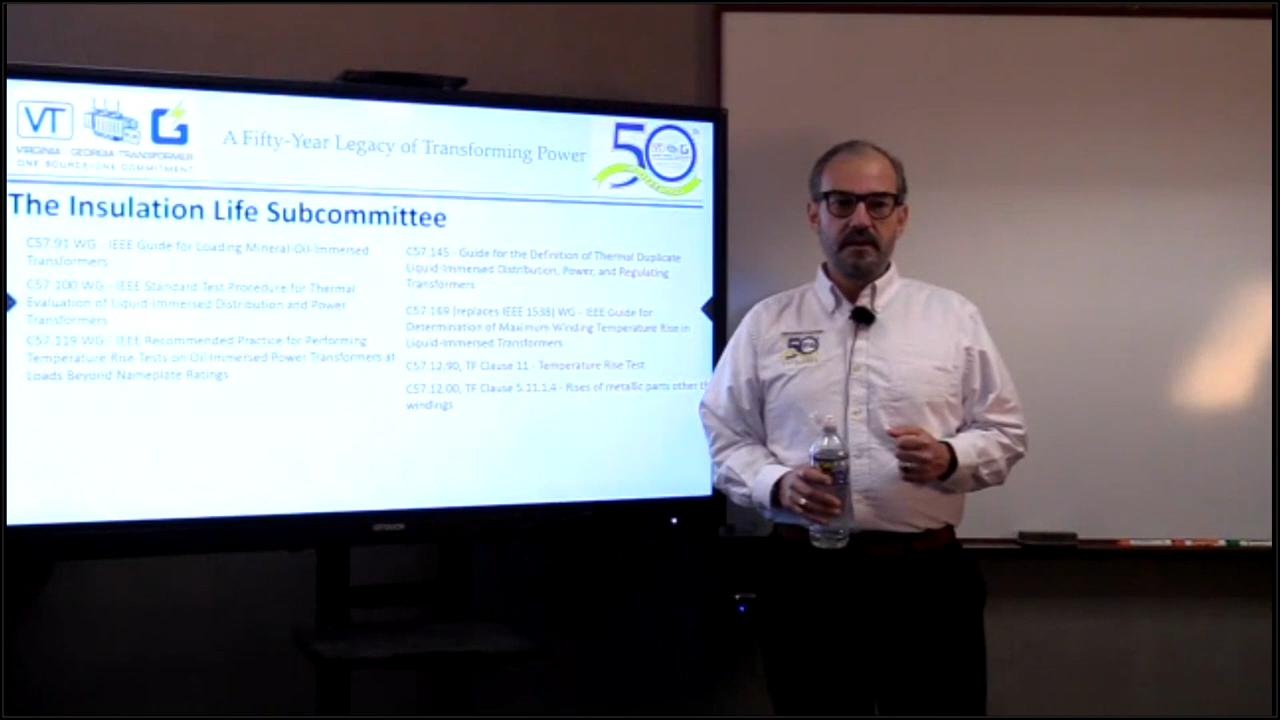 VT
G
VIRGINIA - GEORGIA TRANSFORMER
ONE SOURCE-ONE COMMITMENT
A Fifty-Year Legacy of Transforming Power
50
The Insulation Life Subcommittee
C57.91 WG - IEEE Guide for Loading Mineral-Oil-Immersed
Transformers
C57.100 WG - IEEE Standard Test Procedure for Thermal
Evaluation of Liquid-Immersed Distribution and Power
Transformers
C57.119 WG - IEEE Recommended Practice for Performing
Temperature Rise Tests on Oil Immersed Power Transformers at
Loads Beyond Nameplate Ratings
C57.145 - Guide for the Definition of Thermal Duplicate
Liquid-Immersed Distribution, Power, and Regulating
Transformers
C57.169 (replaces IEEE 1538) WG - IEEE Guide for
Determination of Maximum Winding Temperature Rise in
Liquid-Immersed Transformers
C57.12.90, TF Clause 11 - Temperature Rise Test
C57.12.00, TF Clause 5.11.1.4 - Rises of metallic parts other th
windings
50